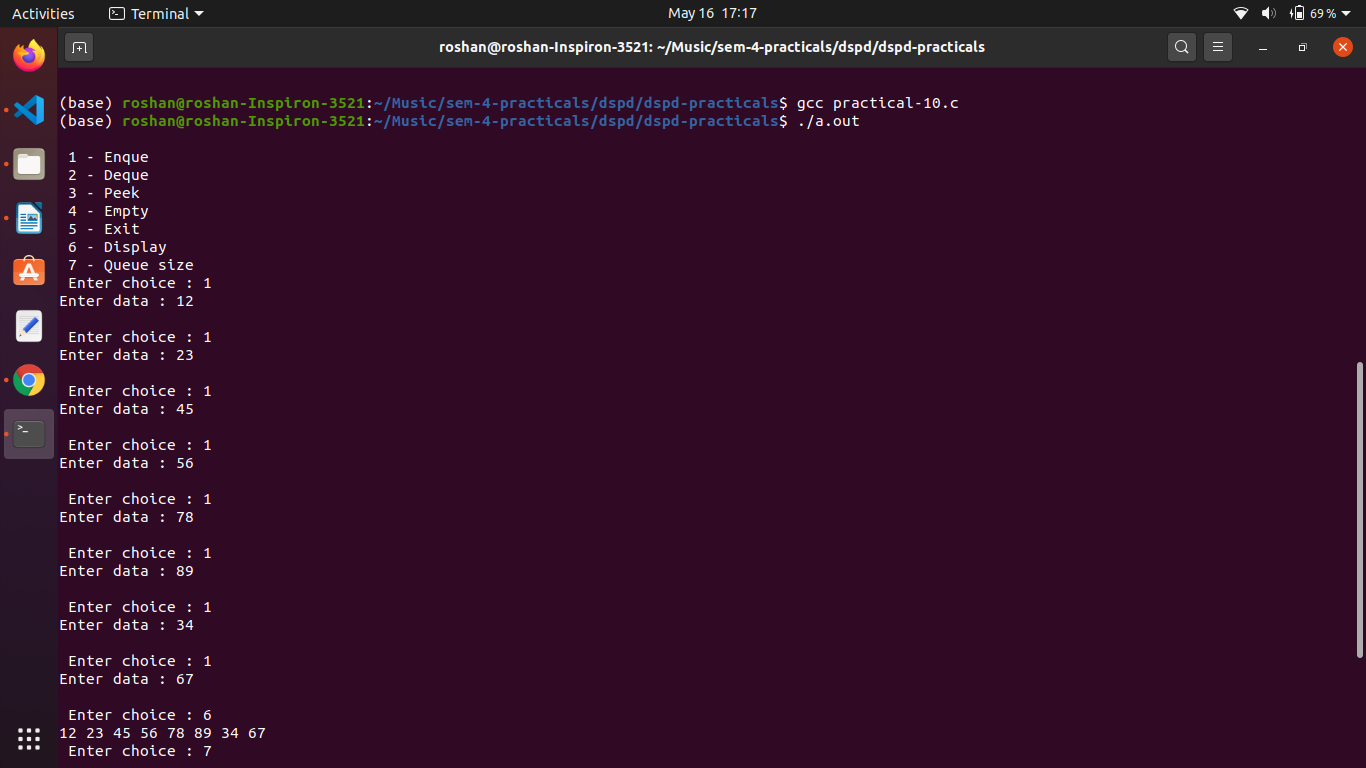 Activities Terminal May 16 17:17 69 %
roshan@roshan-Inspiron-3521: ~/Music/sem-4-practicals/dspd/dspd-practicals
(base) roshan@roshan-Inspiron-3521:~/Music/sem-4-practicals/dspd/dspd-practicals$ gcc practical-10.c
(base) roshan@roshan-Inspiron-3521:~/Music/sem-4-practicals/dspd/dspd-practicals$ ./a.out
1 - Enque
2 - Deque
3 - Peek
4 - Empty
5 - Exit
6 - Display
7 - Queue size
Enter choice : 1
Enter data : 12
Enter choice : 1
Enter data : 23
Enter choice : 1
Enter data : 45
Enter choice : 1
Enter data : 56
Enter choice : 1
Enter data : 78
Enter choice : 1
Enter data : 89
Enter choice : 1
Enter data : 34
Enter choice : 1
Enter data : 67
Enter choice : 6
12 23 45 56 78 89 34 67
Enter choice : 7